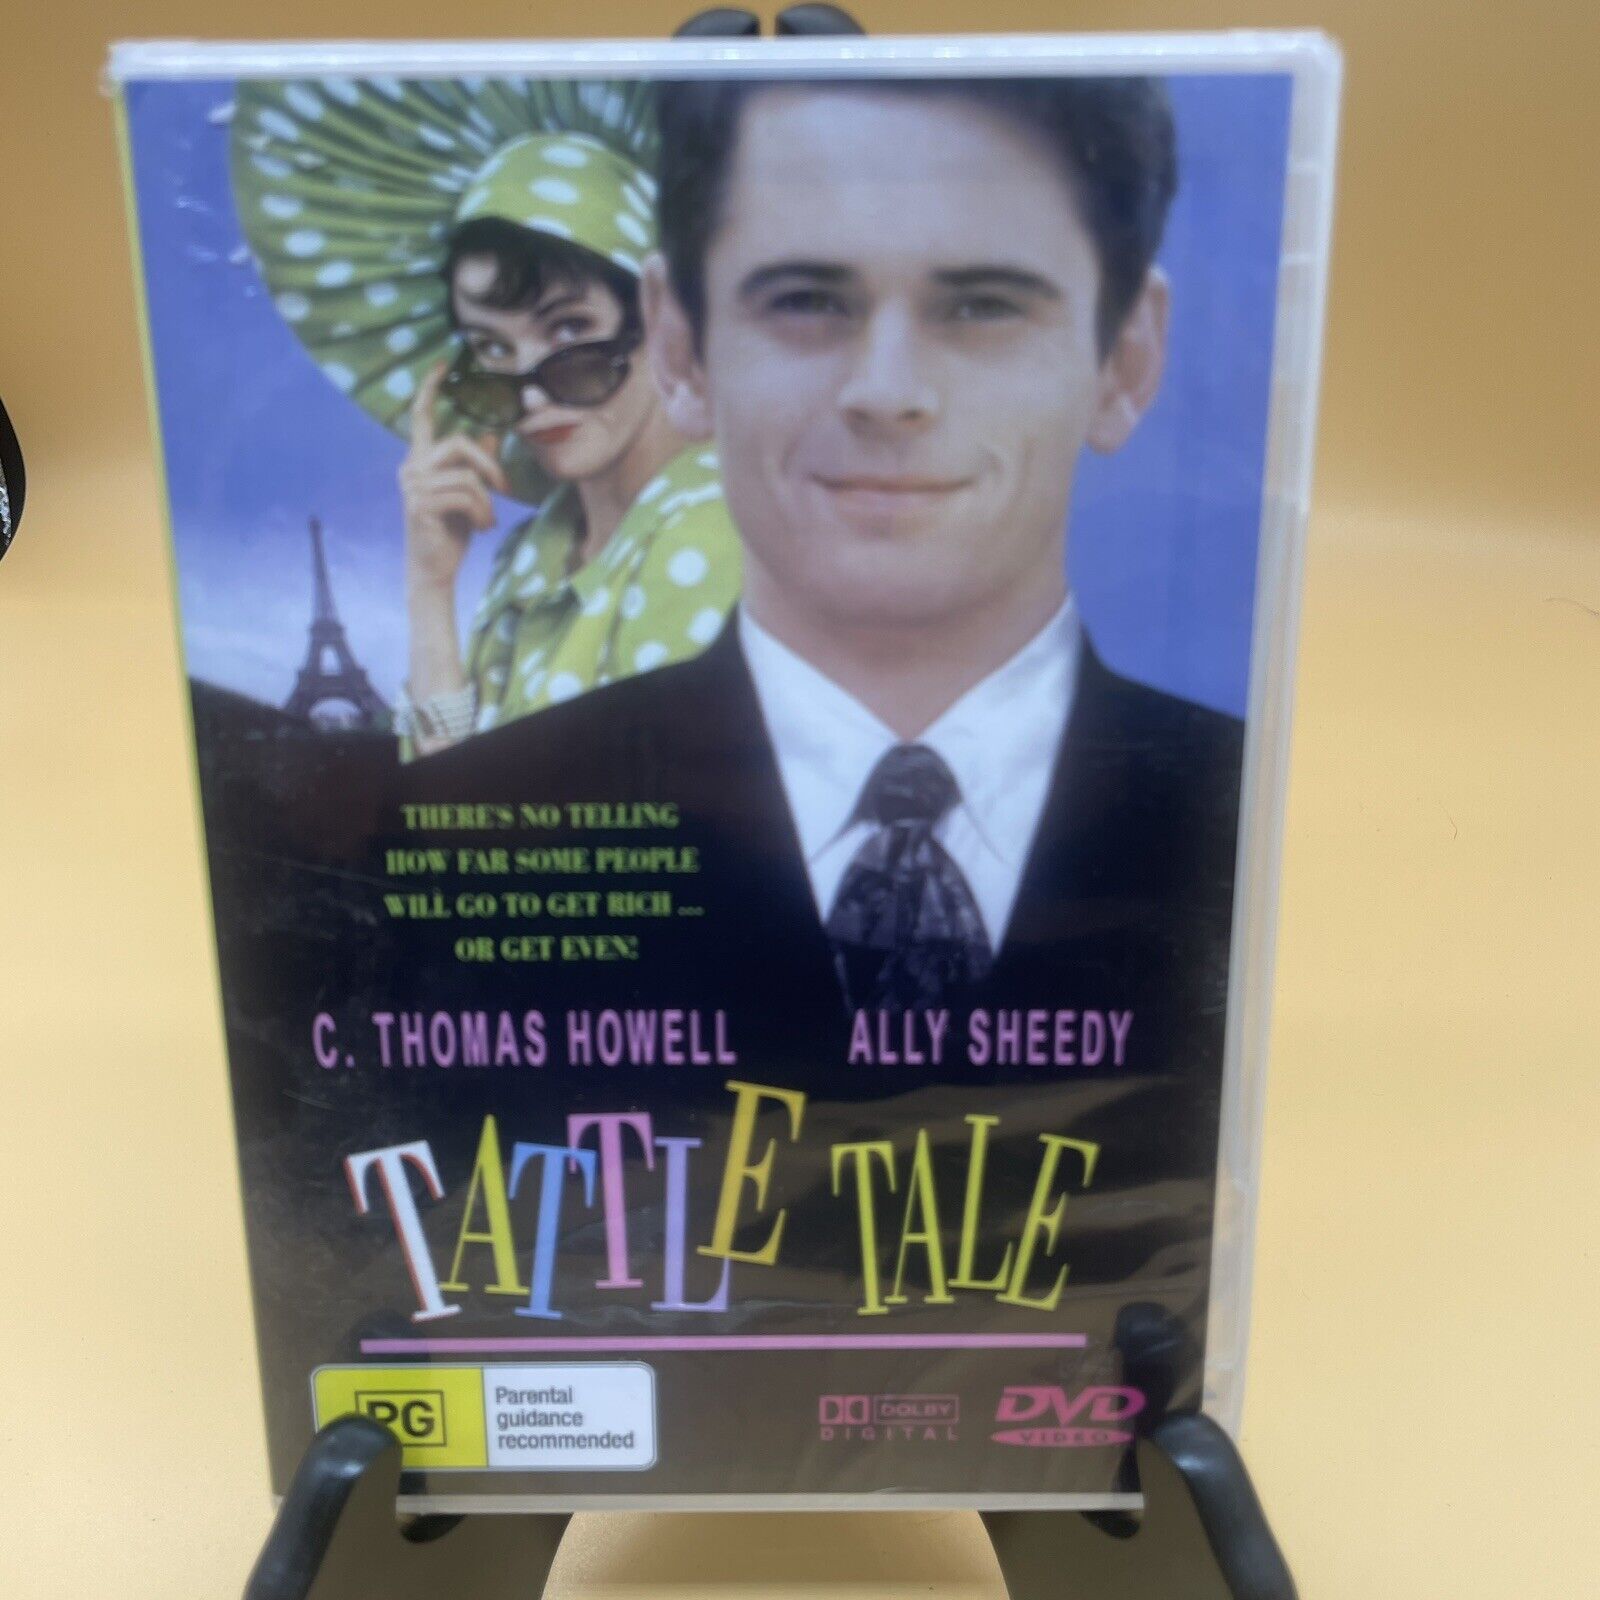 THERE'S NO TELLING
HOW FAR SOME PEOPLE
WILL GO TO GET RICH ...
OR GET EVEN!
C. THOMAS HOWELL ALLY SHEEDY
TATTLE TALE
PG
Parental
guidance
recommended
DOLBY
DIGITAL
DVD
VIDEO